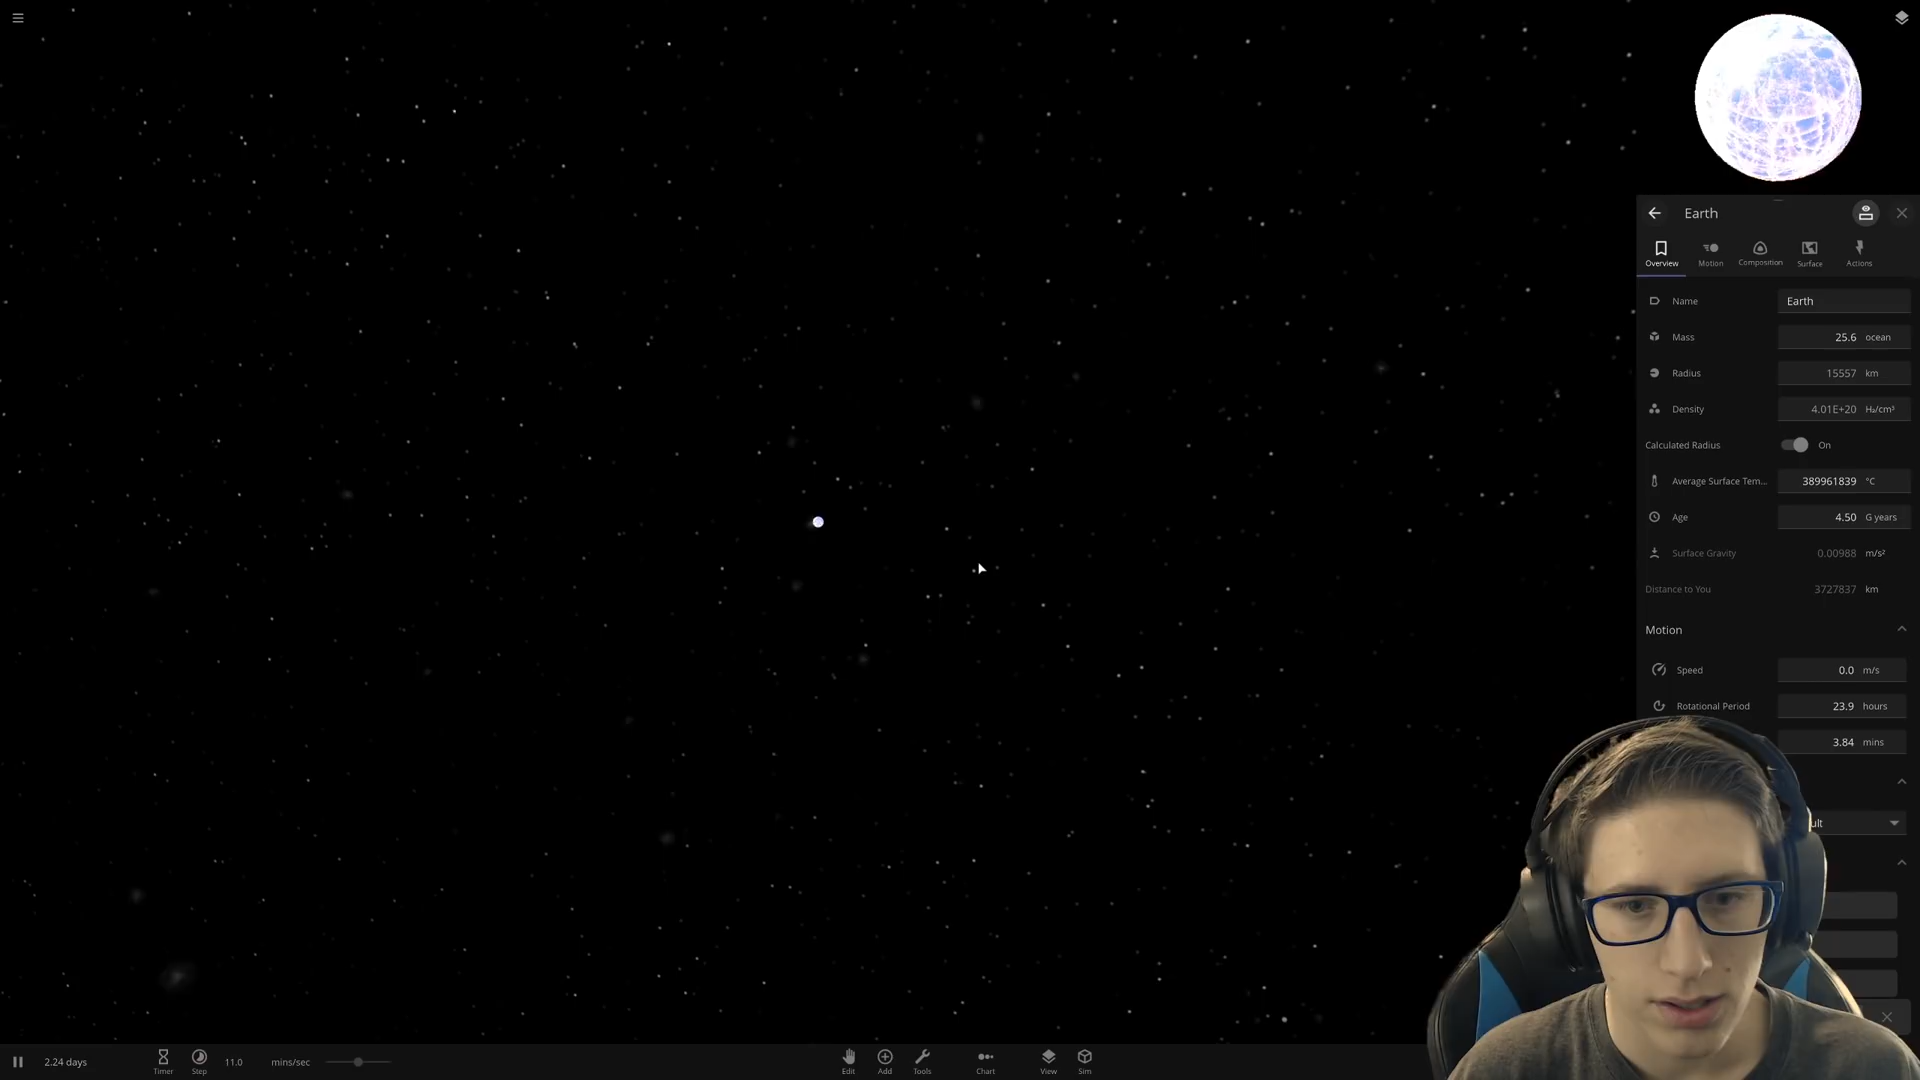 Earth
Overview
Motion
Composition
Surface
Actions
Name Earth
Mass 25.6 ocean
Radius 15557 km
Density 4.01E+20 H₂/cm³
Calculated Radius On
Average Surface Tem... 389961839 °C
Age 4.50 G years
Surface Gravity 0.00988 m/s²
Distance to You 3727837 km
Motion
Speed 0.0 m/s
Rotational Period 23.9 hours
3.84 mins
ult
2.24 days
Timer
Step
11.0 mins/sec
Edit
Add
Tools
Chart
View
Sim